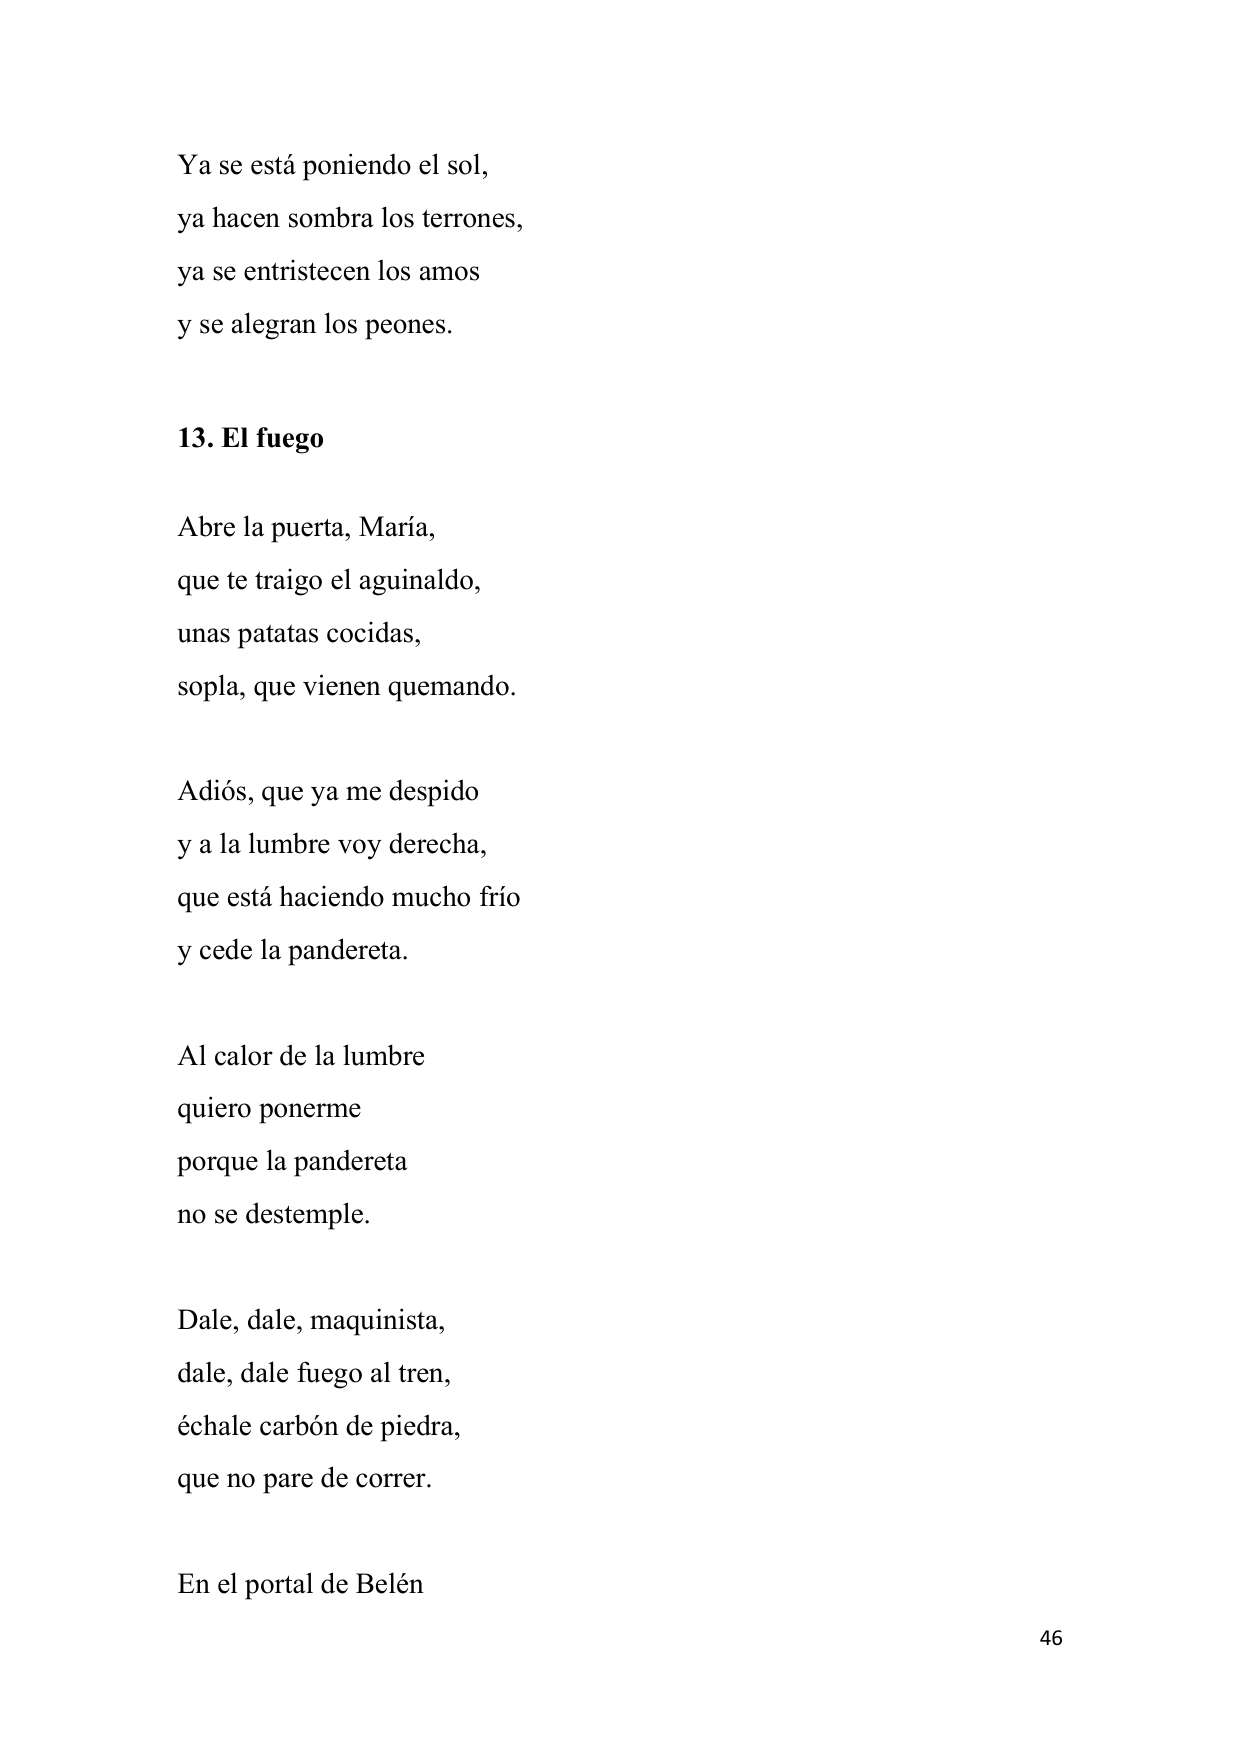 Ya se está poniendo el sol,
ya hacen sombra los terrones,
ya se entristecen los amos
y se alegran los peones.
13. El fuego
Abre la puerta, María,
que te traigo el aguinaldo,
unas patatas cocidas,
sopla, que vienen quemando.
Adiós, que ya me despido
y a la lumbre voy derecha,
que está haciendo mucho frío
y cede la pandereta.
Al calor de la lumbre
quiero ponerme
porque la pandereta
no se destemple.
Dale, dale, maquinista,
dale, dale fuego al tren,
échale carbón de piedra,
que no pare de correr.
En el portal de Belén
46